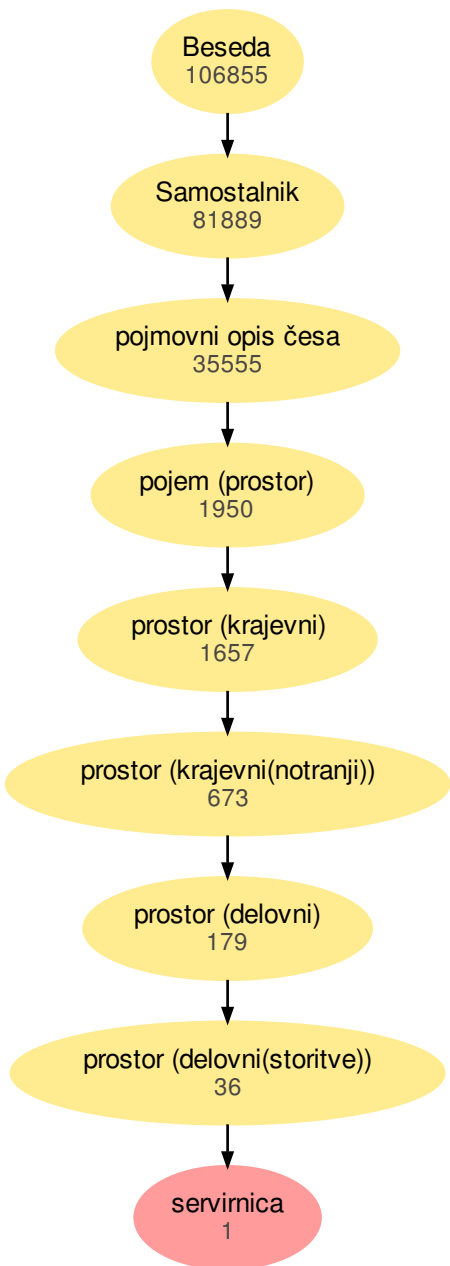 Beseda
106855
Samostalnik
81889
pojmovni opis česa
35555
pojem (prostor)
1950
prostor (krajevni)
1657
prostor (krajevni(notranji))
673
prostor (delovni)
179
prostor (delovni(storitve))
36
servirnica
1